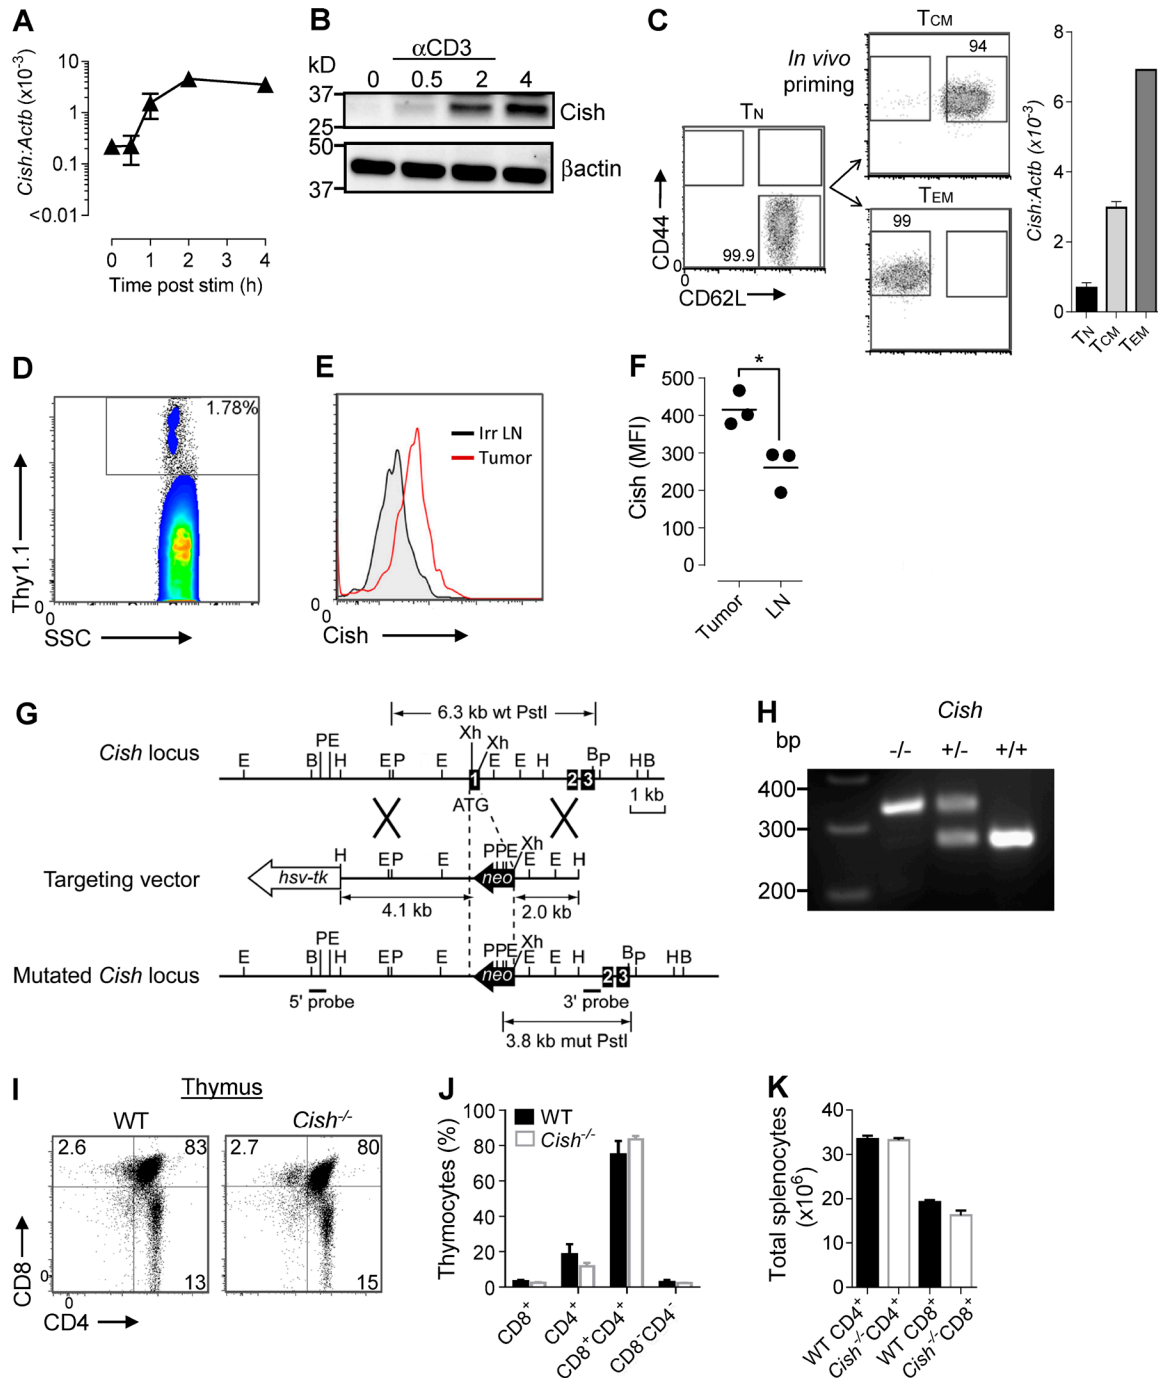 A
Cish:Actb (x10-3)
10
1
0.1
<0.01
0 1 2 3 4
Time post stim (h)
B
αCD3
kD 0 0.5 2 4
37
25
Cish
50
37
βactin
C
In vivo
priming
TN
99.9
CD44
0
0
CD62L
TCM
94
TEM
99
Cish:Actb (x10-3)
8
6
4
2
0
TN TCM TEM
D
1.78%
Thy1.1
0
0
SSC
E
Irr LN
Tumor
0
0
Cish
F
*
Cish (MFI)
500
400
300
200
100
0
Tumor LN
G
6.3 kb wt PstI
Xh Xh
Cish locus
E B PE H EP E E E H BP HB
1 2 3
ATG
1 kb
Targeting vector
hsv-tk
H EP E PPE Xh E E H
neo
4.1 kb 2.0 kb
Mutated Cish locus
E B PE H EP E PPE Xh E E H B P HB
neo 2 3
5' probe 3' probe
3.8 kb mut PstI
H
Cish
bp -/- +/- +/+
400
300
200
I
Thymus
WT Cish-/-
2.6 83 2.7 80
13 15
CD8
0
0
CD4
J
WT
Cish-/-
Thymocytes (%)
100
80
60
40
20
0
CD8+ CD4+ CD8+CD4+ CD8-CD4-
K
Total splenocytes
(x106)
40
30
20
10
0
WT CD4+ Cish-/-CD4+ WT CD8+ Cish-/-CD8+